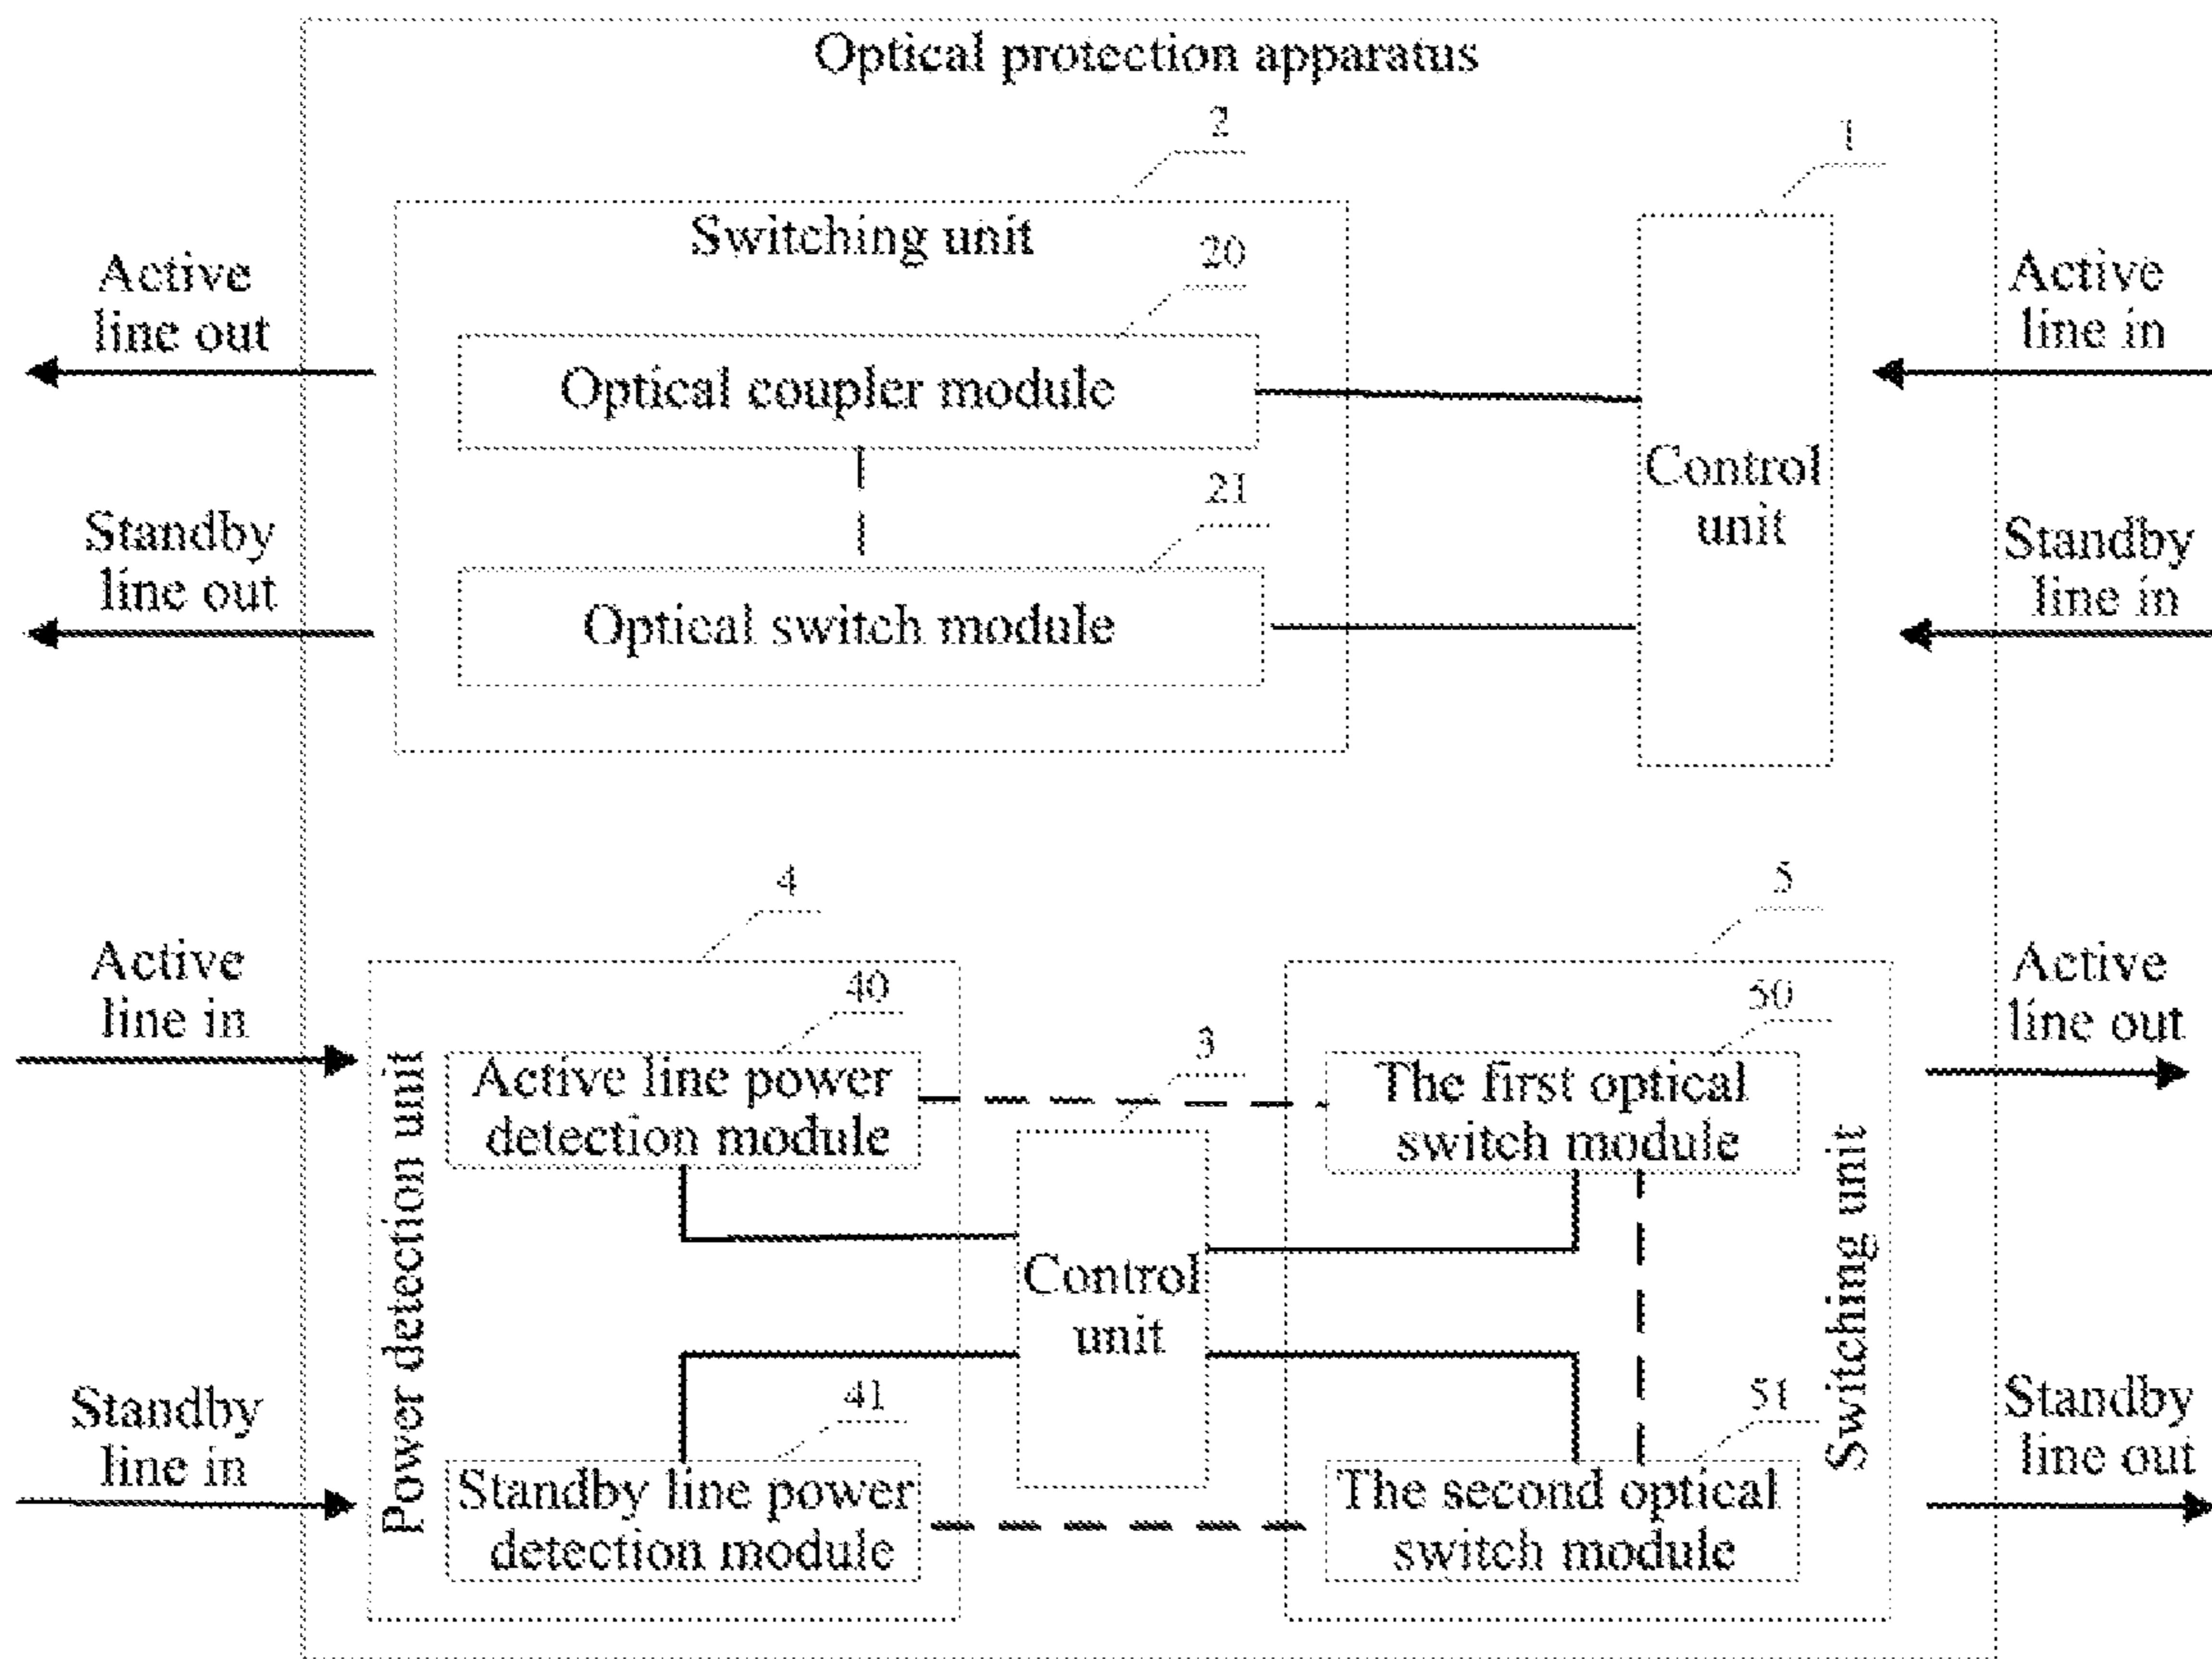 Optical protection apparatus
2
1
Switching unit
20
Active
line out
Active
line in
Optical coupler module
Control
unit
21
Standby
line out
Standby
line in
Optical switch module
4
5
Active
line in
40
50
Active
line out
3
Power detection unit
Active line power
detection module
The first optical
switch module
Switching unit
Control
unit
Standby
line in
41
51
Standby
line out
Standby line power
detection module
The second optical
switch module